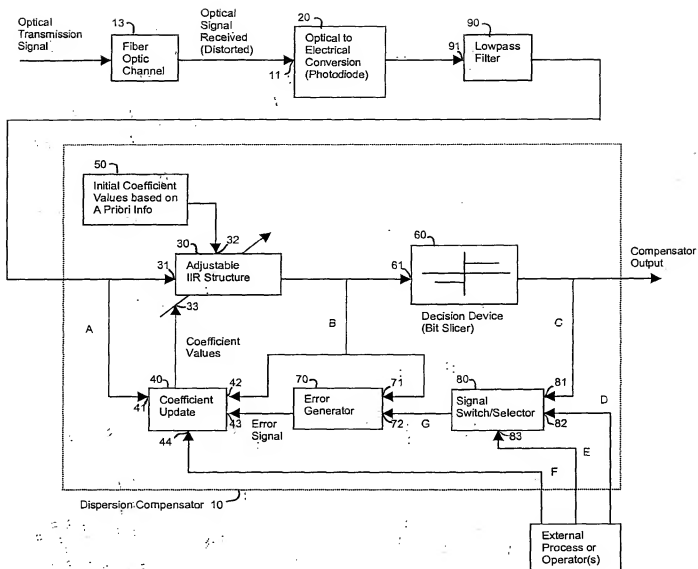 Optical
Transmission
Signal
13
Fiber
Optic
Channel
Optical
Signal
Received
(Distorted)
11
20
Optical to
Electrical
Conversion
(Photodiode)
90
91
Lowpass
Filter
50
Initial Coefficient
Values based on
A Priori Info
30
32
31
Adjustable
IIR Structure
33
60
61
Decision Device
(Bit Slicer)
Compensator
Output
A
B
C
Coefficient
Values
40
42
41
Coefficient
Update
43
44
Error
Signal
70
71
Error
Generator
72
G
80
81
Signal
Switch/Selector
82
83
D
E
F
Dispersion Compensator 10
External
Process or
Operator(s)